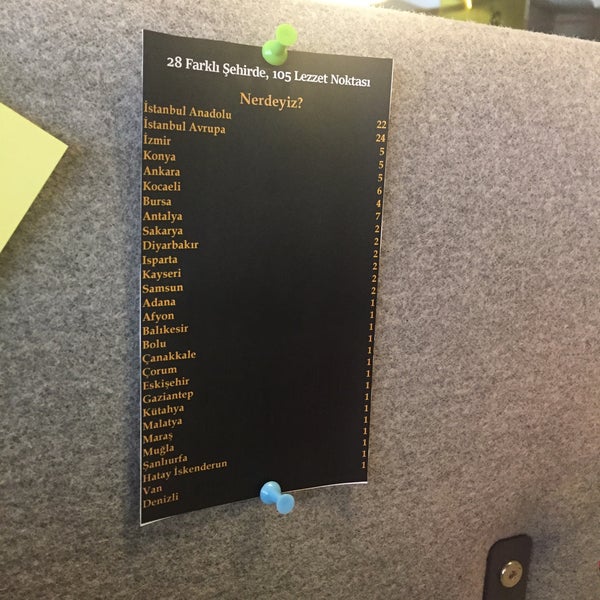 28 Farklı Şehirde, 105 Lezzet Noktası
Nerdeyiz?
İstanbul Anadolu 22
İstanbul Avrupa 24
İzmir 5
Konya 5
Ankara 5
Kocaeli 6
Bursa 4
Antalya 7
Sakarya 2
Diyarbakır 2
Isparta 2
Kayseri 2
Samsun 2
Adana 2
Afyon 1
Balıkesir 1
Bolu 1
Çanakkale 1
Çorum 1
Eskişehir 1
Gaziantep 1
Kütahya 1
Malatya 1
Maraş 1
Muğla 1
Şanlıurfa 1
Hatay İskenderun 1
Van 1
Denizli 1